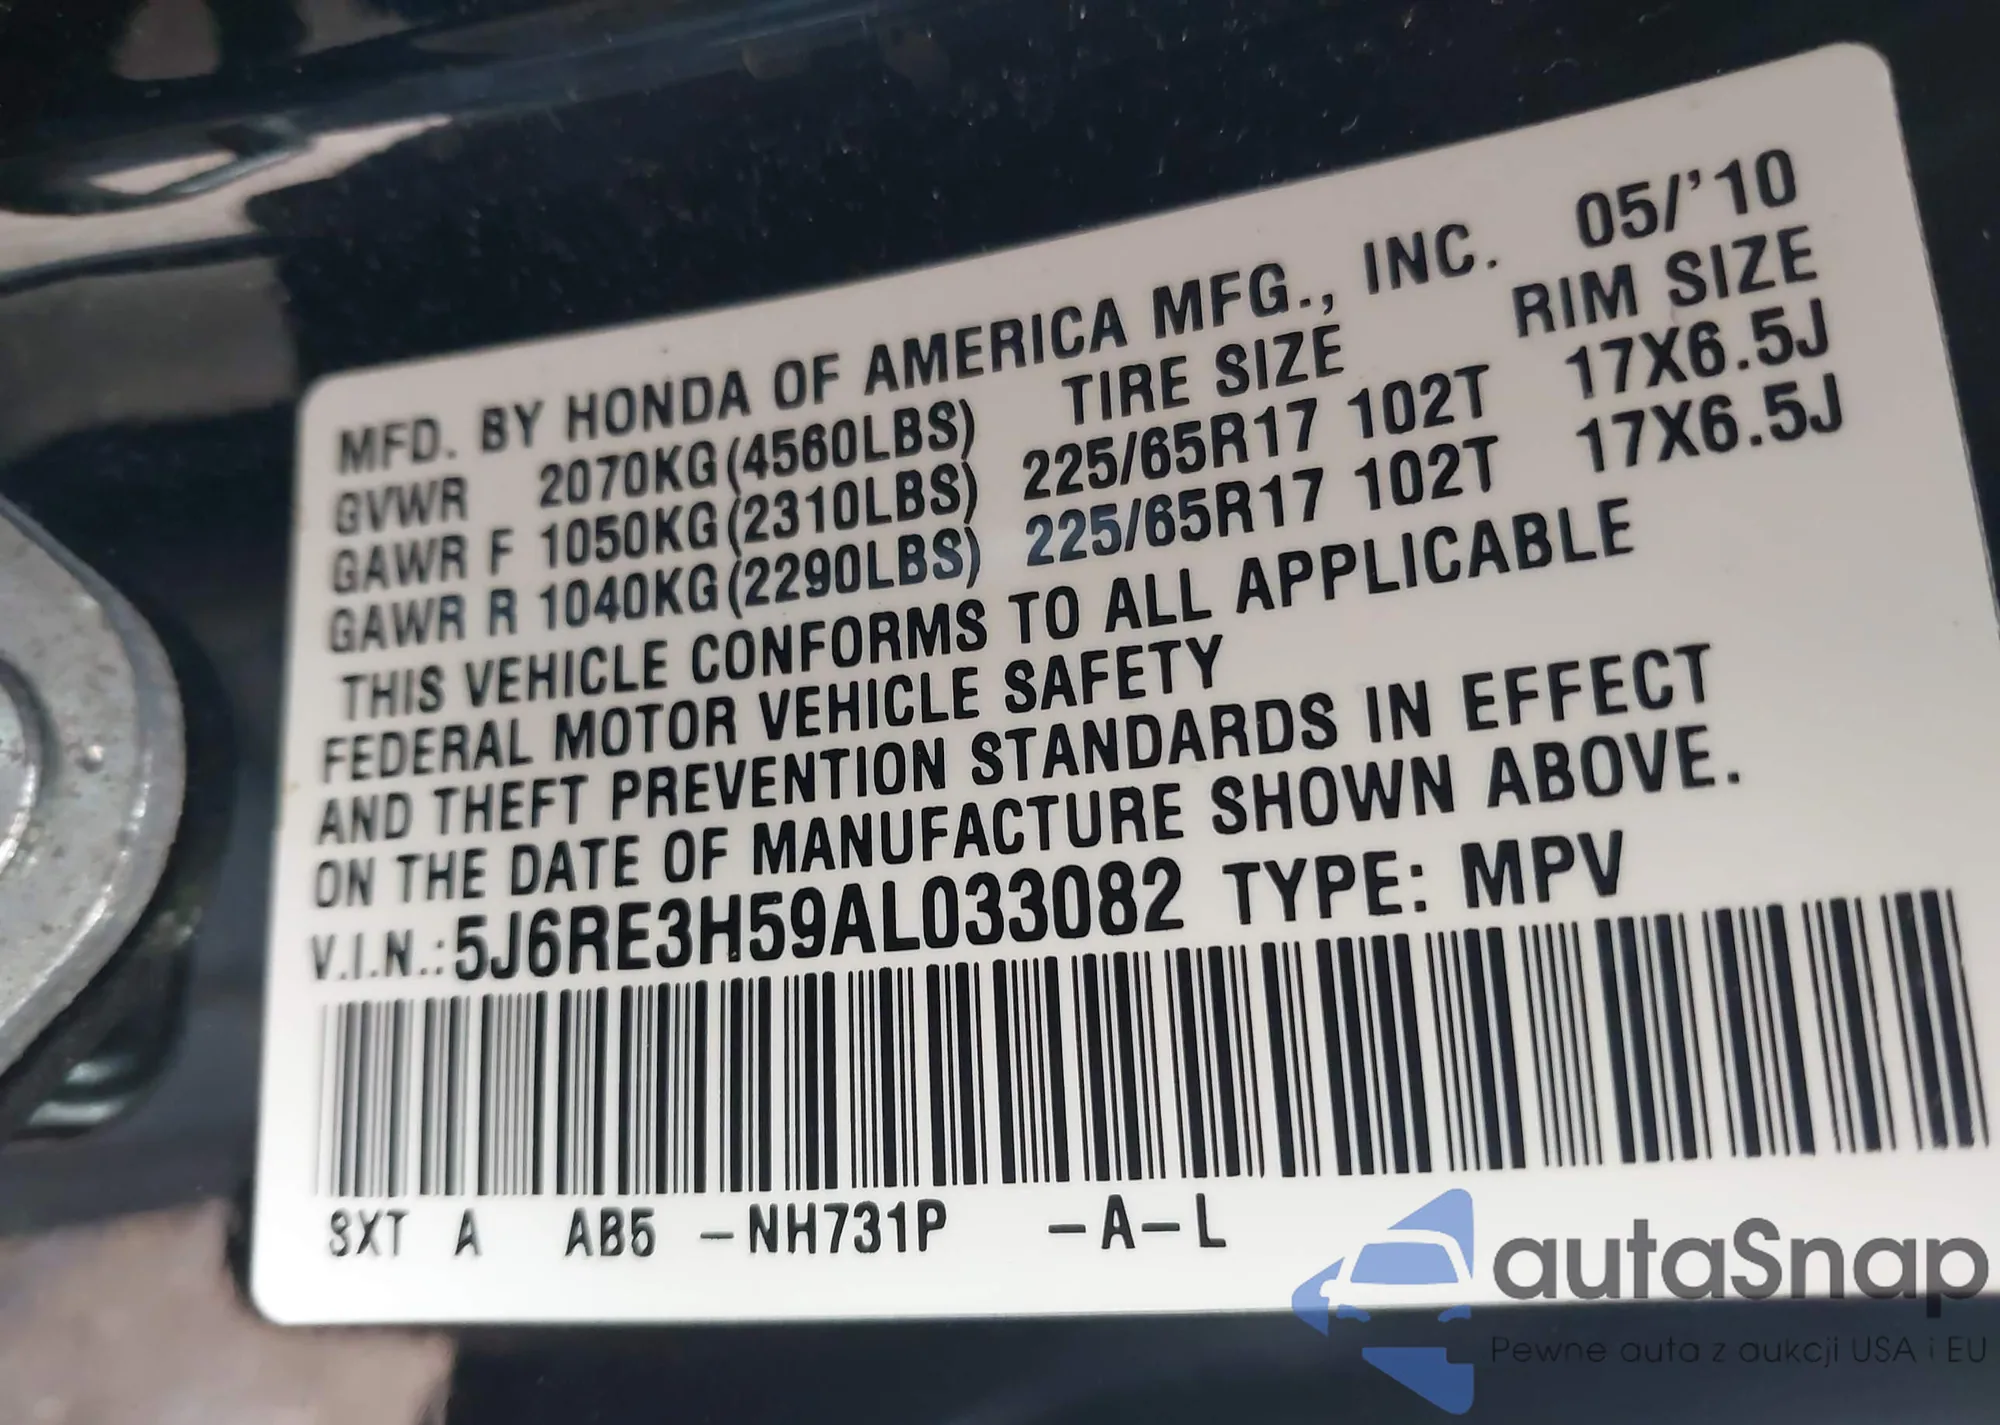 MFD. BY HONDA OF AMERICA MFG., INC. 05/'10
GVWR 2070KG(4560LBS) TIRE SIZE RIM SIZE
GAWR F 1050KG(2310LBS) 225/65R17 102T 17X6.5J
GAWR R 1040KG(2290LBS) 225/65R17 102T 17X6.5J
THIS VEHICLE CONFORMS TO ALL APPLICABLE
FEDERAL MOTOR VEHICLE SAFETY
AND THEFT PREVENTION STANDARDS IN EFFECT
ON THE DATE OF MANUFACTURE SHOWN ABOVE.
V.I.N.:5J6RE3H59AL033082 TYPE: MPV
SXT A AB5 -NH731P -A-L
autaSnap
Pewne auta z aukcji USA i EU